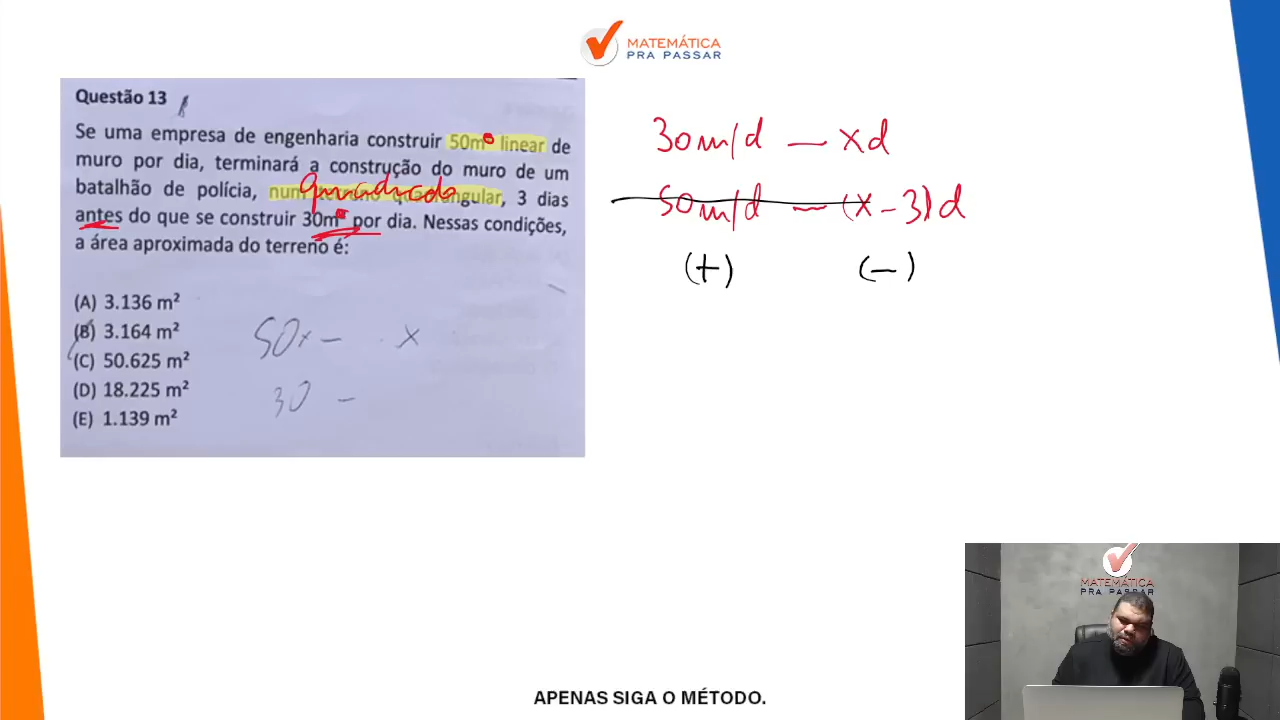 MATEMÁTICA
PRA PASSAR
Questão 13
Se uma empresa de engenharia construir 50m linear de
muro por dia, terminará a construção do muro de um
batalhão de polícia, num terreno quadrangular, 3 dias
quadrado
antes do que se construir 30m por dia. Nessas condições,
a área aproximada do terreno é:
(A) 3.136 m²
(B) 3.164 m²
(C) 50.625 m²
(D) 18.225 m²
(E) 1.139 m²
50x - x
30 -
30m/d — xd
50m/d — (x - 3)d
(+) (-)
MATEMÁTICA
PRA PASSAR
APENAS SIGA O MÉTODO.